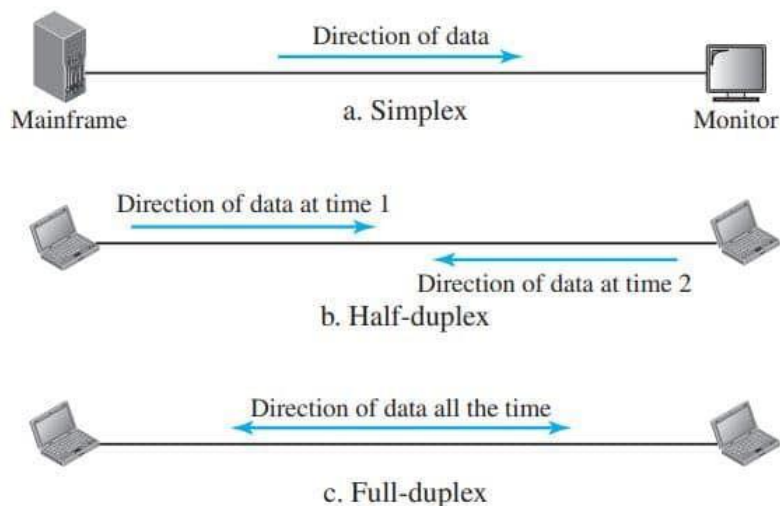 Direction of data
Mainframe
a. Simplex
Monitor
Direction of data at time 1
Direction of data at time 2
b. Half-duplex
Direction of data all the time
c. Full-duplex